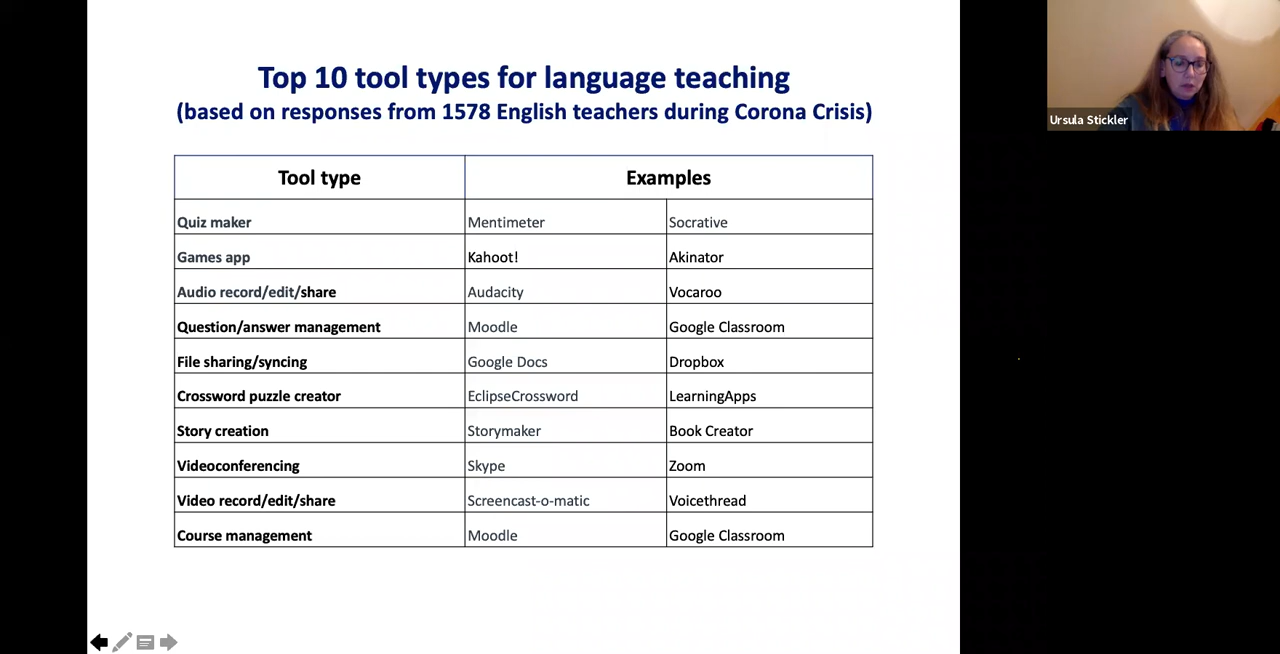 Top 10 tool types for language teaching
(based on responses from 1578 English teachers during Corona Crisis)
Ursula Stickler
Tool type Examples
Quiz maker Mentimeter Socrative
Games app Kahoot! Akinator
Audio record/edit/share Audacity Vocaroo
Question/answer management Moodle Google Classroom
File sharing/syncing Google Docs Dropbox
Crossword puzzle creator EclipseCrossword LearningApps
Story creation Storymaker Book Creator
Videoconferencing Skype Zoom
Video record/edit/share Screencast-o-matic Voicethread
Course management Moodle Google Classroom